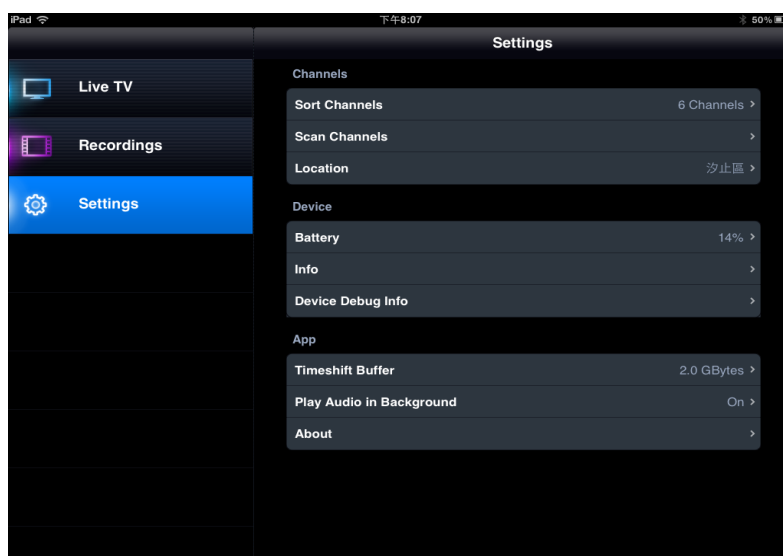 iPad 下午8:07 50%
Settings
Live TV
Recordings
Settings
Channels
Sort Channels 6 Channels >
Scan Channels >
Location 汐止區 >
Device
Battery 14% >
Info >
Device Debug Info >
App
Timeshift Buffer 2.0 GBytes >
Play Audio in Background On >
About >